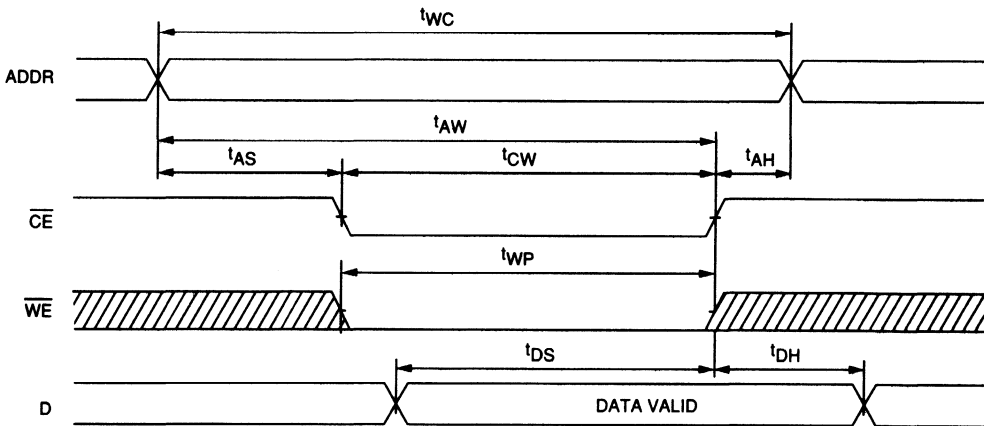 tWC
ADDR
tAW
tAS tCW tAH
CE
tWP
WE
tDS tDH
D DATA VALID